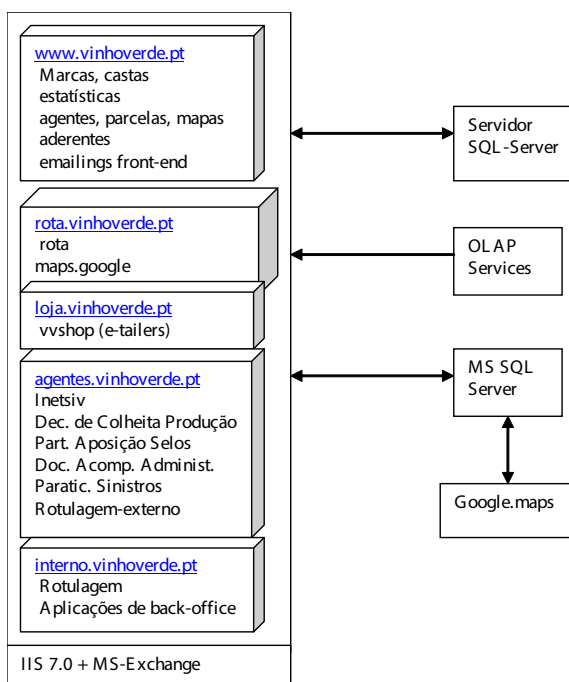 www.vinhoverde.pt
Marcas, castas
estatísticas
agentes, parcelas, mapas
aderentes
emailings front-end
rota.vinhoverde.pt
rota
maps.google
loja.vinhoverde.pt
vvshop (e-tailers)
agentes.vinhoverde.pt
Inetsiv
Dec. de Colheita Produção
Part. Aposição Selos
Doc. Acomp. Administ.
Paratic. Sinistros
Rotulagem-externo
interno.vinhoverde.pt
Rotulagem
Aplicações de back-office
IIS 7.0 + MS-Exchange
Servidor
SQL-Server
OLAP
Services
MS SQL
Server
Google.maps